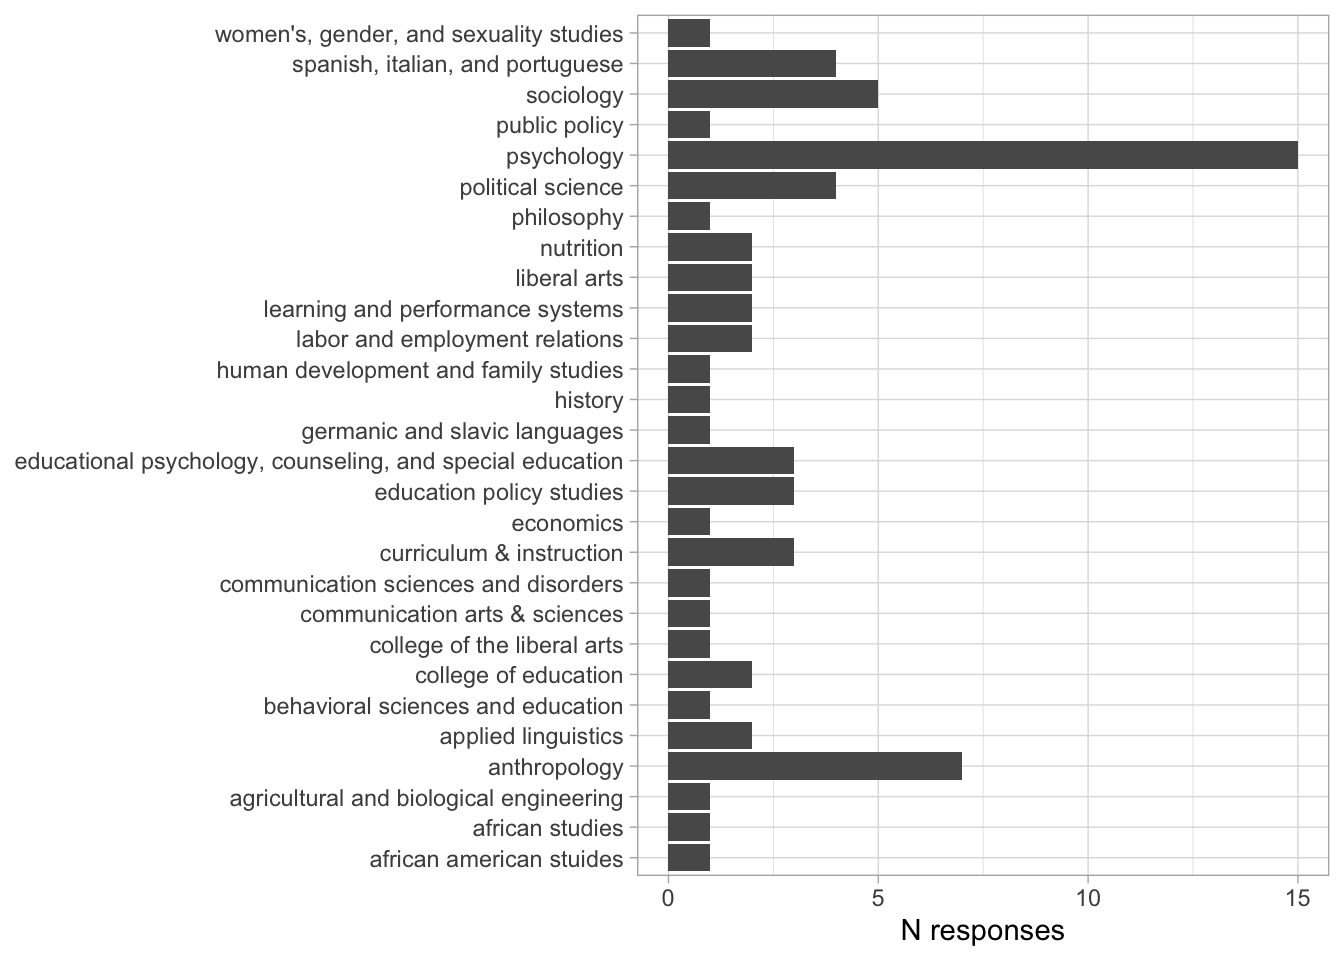 women's, gender, and sexuality studies
spanish, italian, and portuguese
sociology
public policy
psychology
political science
philosophy
nutrition
liberal arts
learning and performance systems
labor and employment relations
human development and family studies
history
germanic and slavic languages
educational psychology, counseling, and special education
education policy studies
economics
curriculum & instruction
communication sciences and disorders
communication arts & sciences
college of the liberal arts
college of education
behavioral sciences and education
applied linguistics
anthropology
agricultural and biological engineering
african studies
african american stuides
0 5 10 15
N responses